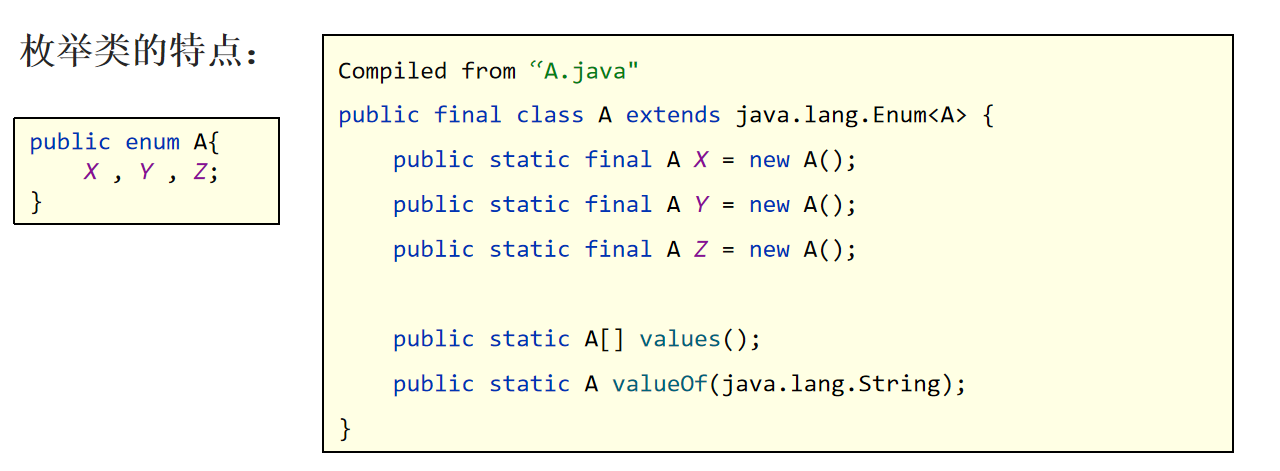 枚举类的特点：
public enum A{
X , Y , Z;
}
Compiled from “A.java"
public final class A extends java.lang.Enum<A> {
public static final A X = new A();
public static final A Y = new A();
public static final A Z = new A();
public static A[] values();
public static A valueOf(java.lang.String);
}